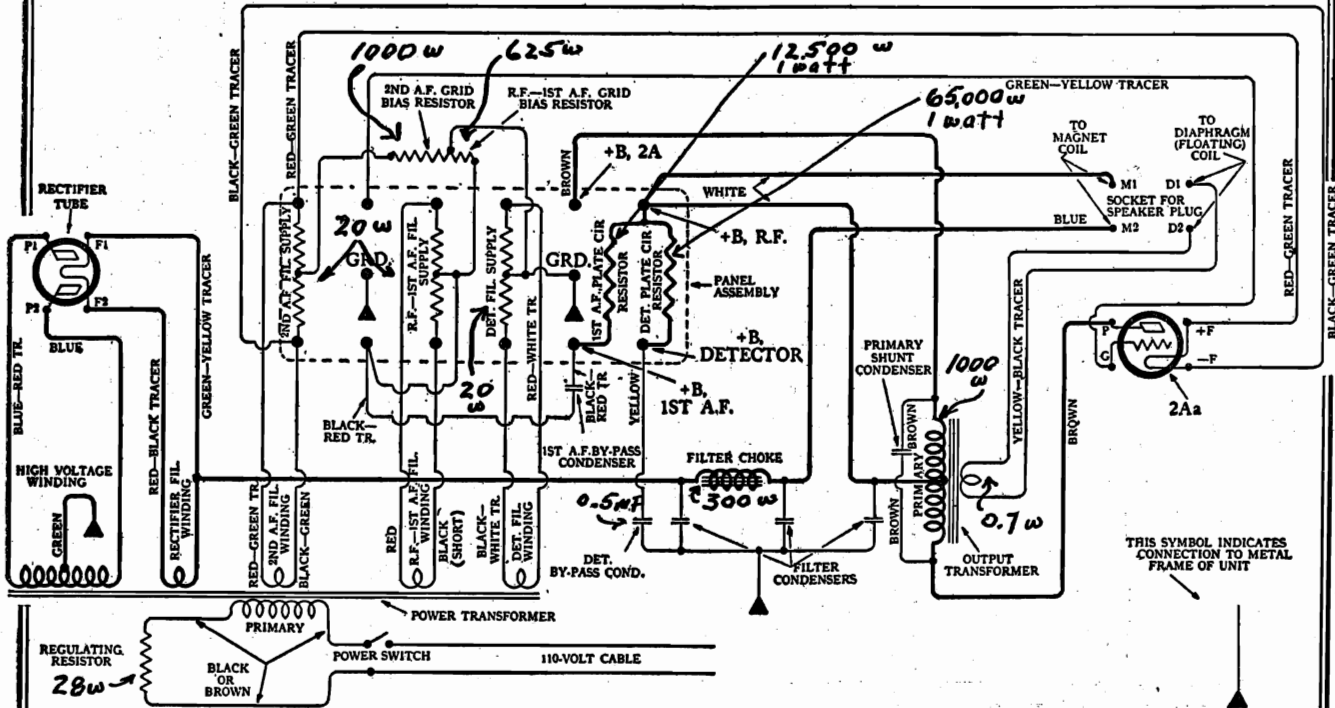 1000 w
625 w
12,500 w
1 watt
GREEN—YELLOW TRACER
65,000 w
1 watt
2ND A.F. GRID
BIAS RESISTOR
R.F.—1ST A.F. GRID
BIAS RESISTOR
BLACK—GREEN TRACER
RED—GREEN TRACER
BROWN
+B, 2A
WHITE
TO
MAGNET
COIL
TO
DIAPHRAGM
(FLOATING)
COIL
M1
D1
SOCKET FOR
SPEAKER PLUG
BLUE
M2
D2
RED—GREEN TRACER
BLACK—GREEN TRACER
RECTIFIER
TUBE
P1
F1
P2
F2
BLUE
BLUE—RED TR.
GREEN—YELLOW TRACER
RED—BLACK TRACER
2ND A.F. FIL. SUPPLY
20 w
GRD.
R.F.—1ST A.F. FIL.
SUPPLY
DET. FIL. SUPPLY
GRD.
20
w
RED—WHITE TR.
1ST A.F. PLATE CIR
RESISTOR
DET. PLATE CIR
RESISTOR
+B, R.F.
PANEL
ASSEMBLY
+B,
DETECTOR
+B,
1ST A.F.
YELLOW
BLACK—
RED TR.
BLACK—
RED TR
1ST A.F. BY-PASS
CONDENSER
PRIMARY
SHUNT
CONDENSER
1000
w
BROWN
BROWN
PRIMARY
YELLOW—BLACK TRACER
BROWN
P
+F
G
—F
2Aa
HIGH VOLTAGE
WINDING
GREEN
RECTIFIER FIL.
WINDING
RED—GREEN TR.
2ND A.F. FIL.
WINDING
BLACK—GREEN
RED
R.F.—1ST A.F. FIL.
WINDING
BLACK
(SHORT)
BLACK—
WHITE TR.
DET. FIL.
WINDING
FILTER CHOKE
300 w
0.5 MF
DET.
BY-PASS COND.
FILTER
CONDENSERS
0.7 w
OUTPUT
TRANSFORMER
THIS SYMBOL INDICATES
CONNECTION TO METAL
FRAME OF UNIT
POWER TRANSFORMER
PRIMARY
REGULATING
RESISTOR
28 w
BLACK
OR
BROWN
POWER SWITCH
110-VOLT CABLE